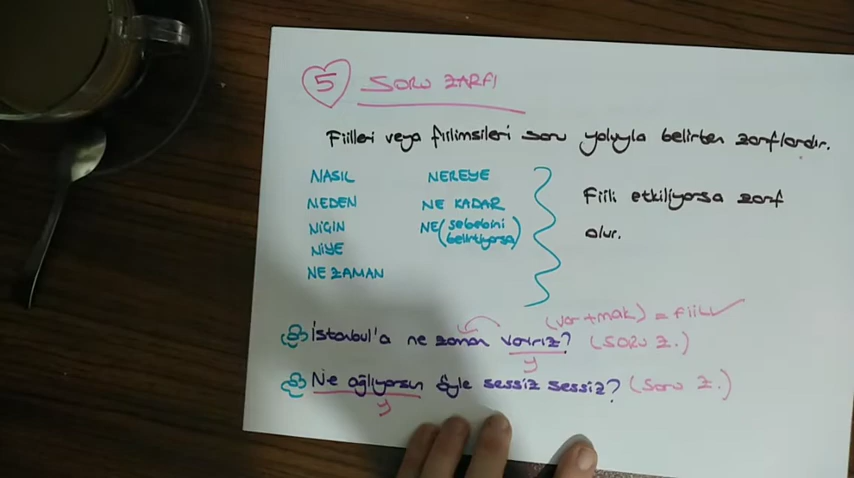 5 SORU ZARFI
Fiilleri veya fiilimsileri soru yoluyla belirten zarflardır.
NASIL
NEDEN
NİÇİN
NİYE
NE ZAMAN
NEREYE
NE KADAR
NE (sebebini
belirtiyorsa)
Fiili etkiliyorsa zarf
olur.
(var + mak) = FİİLL
İstanbul'a ne zaman varırız? (SORU Z.)
y
Ne ağlıyorsun öyle sessiz sessiz? (Soru Z.)
y